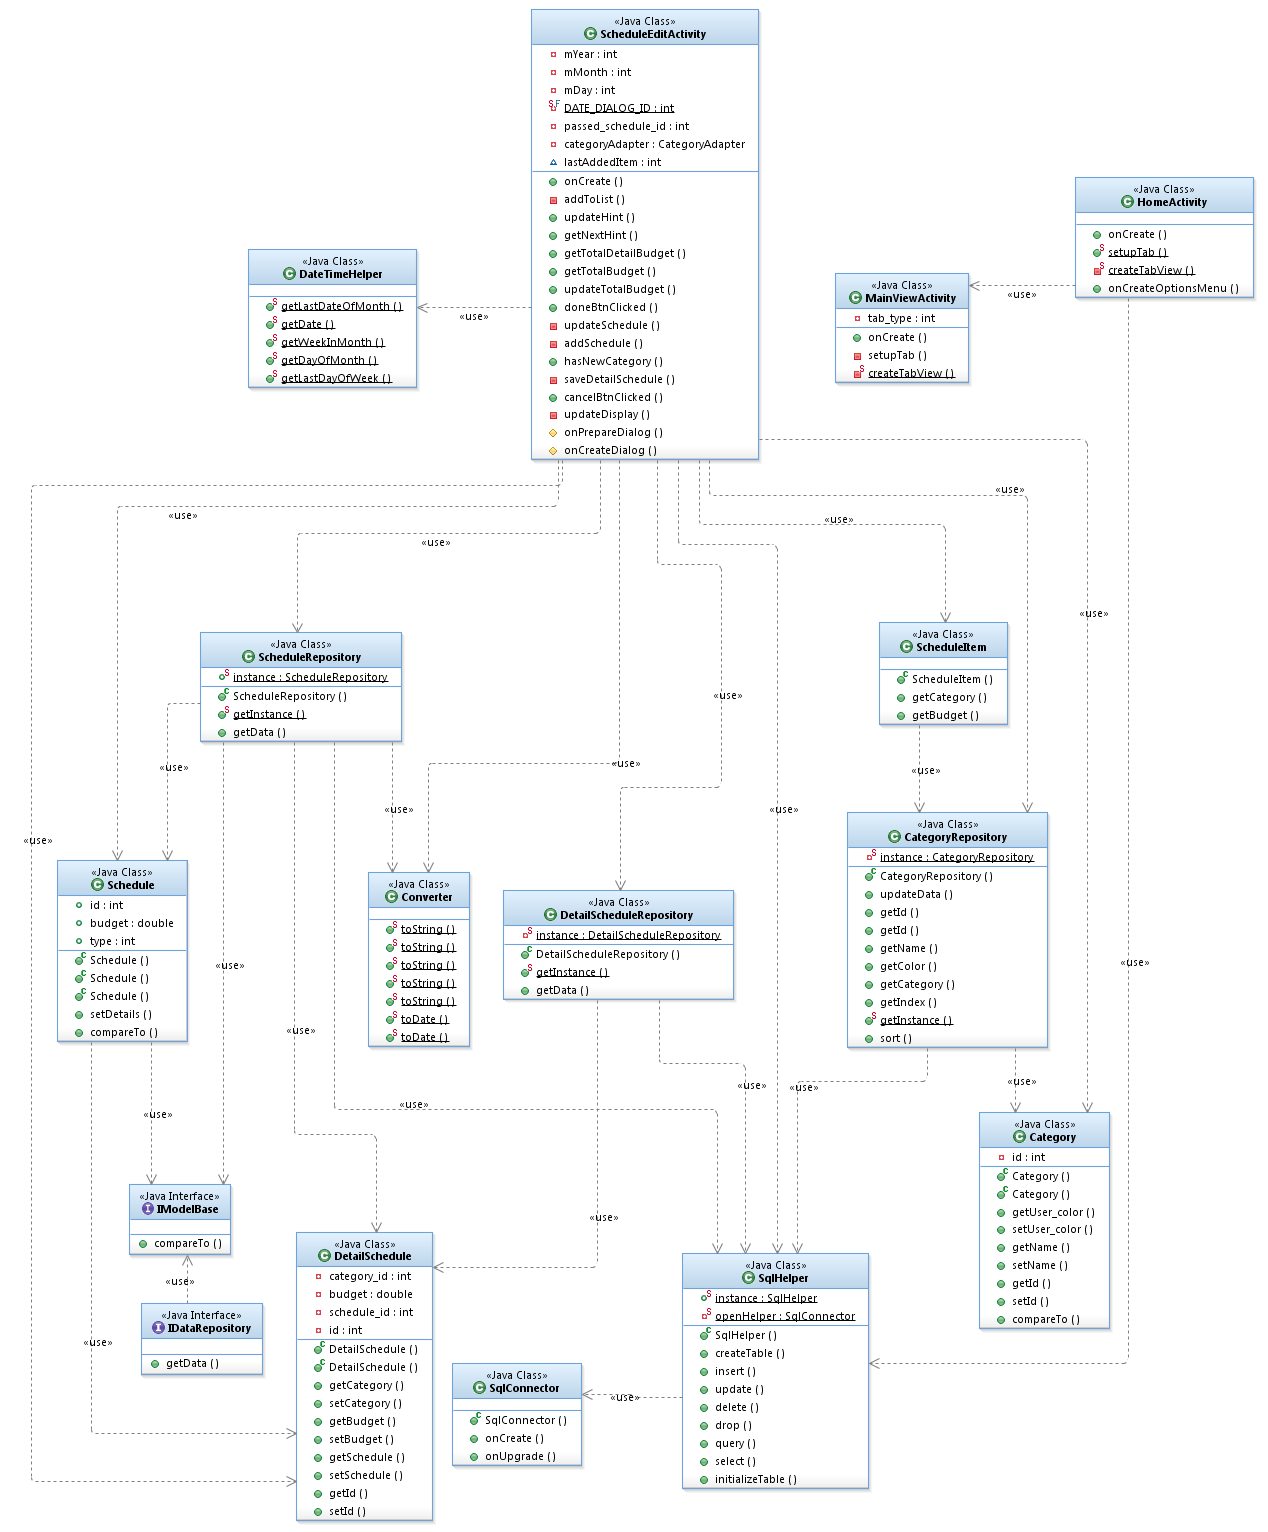 «Java Class»
ScheduleEditActivity
mYear : int
mMonth : int
mDay : int
DATE_DIALOG_ID : int
passed_schedule_id : int
categoryAdapter : CategoryAdapter
lastAddedItem : int
onCreate ( )
addToList ( )
updateHint ( )
getNextHint ( )
getTotalDetailBudget ( )
getTotalBudget ( )
updateTotalBudget ( )
doneBtnClicked ( )
updateSchedule ( )
addSchedule ( )
hasNewCategory ( )
saveDetailSchedule ( )
cancelBtnClicked ( )
updateDisplay ( )
onPrepareDialog ( )
onCreateDialog ( )
«Java Class»
HomeActivity
onCreate ( )
setupTab ( )
createTabView ( )
onCreateOptionsMenu ( )
«Java Class»
DateTimeHelper
getLastDateOfMonth ( )
getDate ( )
getWeekInMonth ( )
getDayOfMonth ( )
getLastDayOfWeek ( )
«use»
«Java Class»
MainViewActivity
tab_type : int
onCreate ( )
setupTab ( )
createTabView ( )
«use»
«use»
«use»
«use»
«use»
«use»
«Java Class»
ScheduleRepository
instance : ScheduleRepository
ScheduleRepository ( )
getInstance ( )
getData ( )
«Java Class»
ScheduleItem
ScheduleItem ( )
getCategory ( )
getBudget ( )
«use»
«use»
«use»
«use»
«use»
«use»
«use»
«Java Class»
CategoryRepository
instance : CategoryRepository
CategoryRepository ( )
updateData ( )
getId ( )
getId ( )
getName ( )
getColor ( )
getCategory ( )
getIndex ( )
getInstance ( )
sort ( )
«Java Class»
Schedule
id : int
budget : double
type : int
Schedule ( )
Schedule ( )
Schedule ( )
setDetails ( )
compareTo ( )
«Java Class»
Converter
toString ( )
toString ( )
toString ( )
toString ( )
toString ( )
toDate ( )
toDate ( )
«Java Class»
DetailScheduleRepository
instance : DetailScheduleRepository
DetailScheduleRepository ( )
getInstance ( )
getData ( )
«use»
«use»
«use»
«use»
«use»
«use»
«use»
«use»
«Java Class»
Category
id : int
Category ( )
Category ( )
getUser_color ( )
setUser_color ( )
getName ( )
setName ( )
getId ( )
setId ( )
compareTo ( )
«Java Interface»
IModelBase
compareTo ( )
«use»
«use»
«Java Interface»
IDataRepository
getData ( )
«use»
«Java Class»
DetailSchedule
category_id : int
budget : double
schedule_id : int
id : int
DetailSchedule ( )
DetailSchedule ( )
getCategory ( )
setCategory ( )
getBudget ( )
setBudget ( )
getSchedule ( )
setSchedule ( )
getId ( )
setId ( )
«Java Class»
SqlConnector
SqlConnector ( )
onCreate ( )
onUpgrade ( )
«use»
«Java Class»
SqlHelper
instance : SqlHelper
openHelper : SqlConnector
SqlHelper ( )
createTable ( )
insert ( )
update ( )
delete ( )
drop ( )
query ( )
select ( )
initializeTable ( )